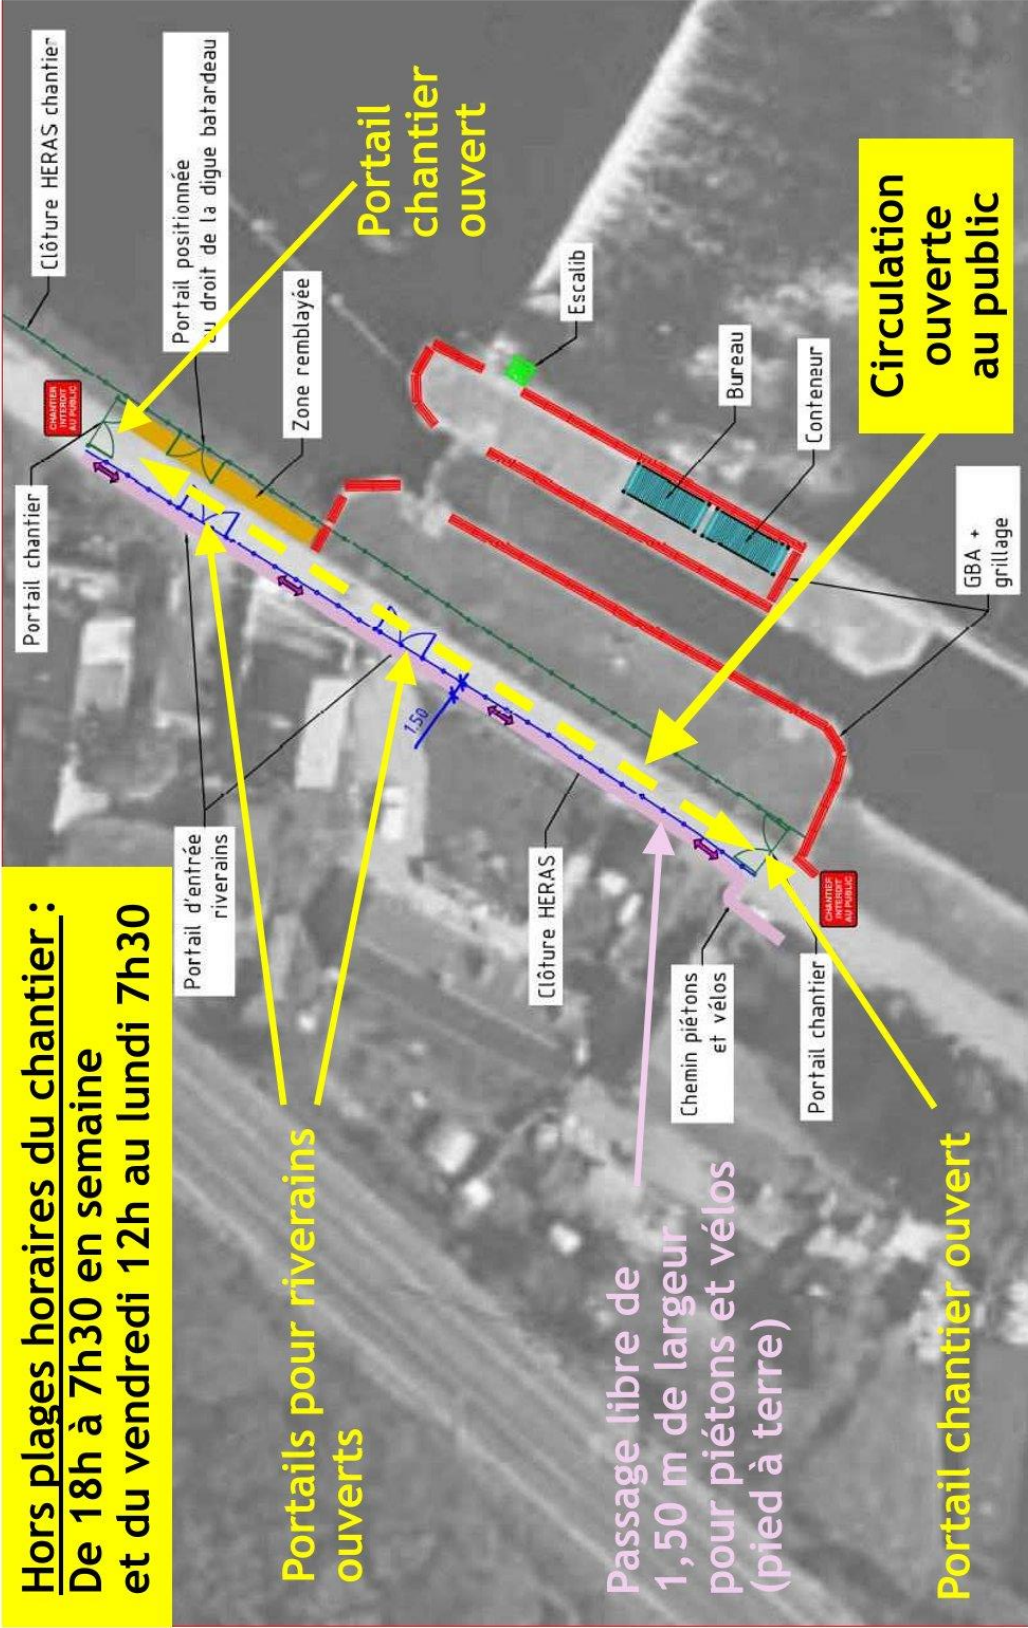 Hors plages horaires du chantier :
De 18h à 7h30 en semaine
et du vendredi 12h au lundi 7h30
Portails pour riverains
ouverts
Passage libre de
1,50 m de largeur
pour piétons et vélos
(pied à terre)
Portail chantier ouvert
Portail d'entrée
riverains
Clôture HERAS
Chemin piétons
et vélos
Portail chantier
CHANTIER
INTERDIT
AU PUBLIC
1.50
Portail chantier
CHANTIER
INTERDIT
AU PUBLIC
Clôture HERAS chantier
Portail positionnée
au droit de la digue batardeau
Zone remblayée
Portail
chantier
ouvert
Escalib
Bureau
Conteneur
GBA +
grillage
Circulation
ouverte
au public